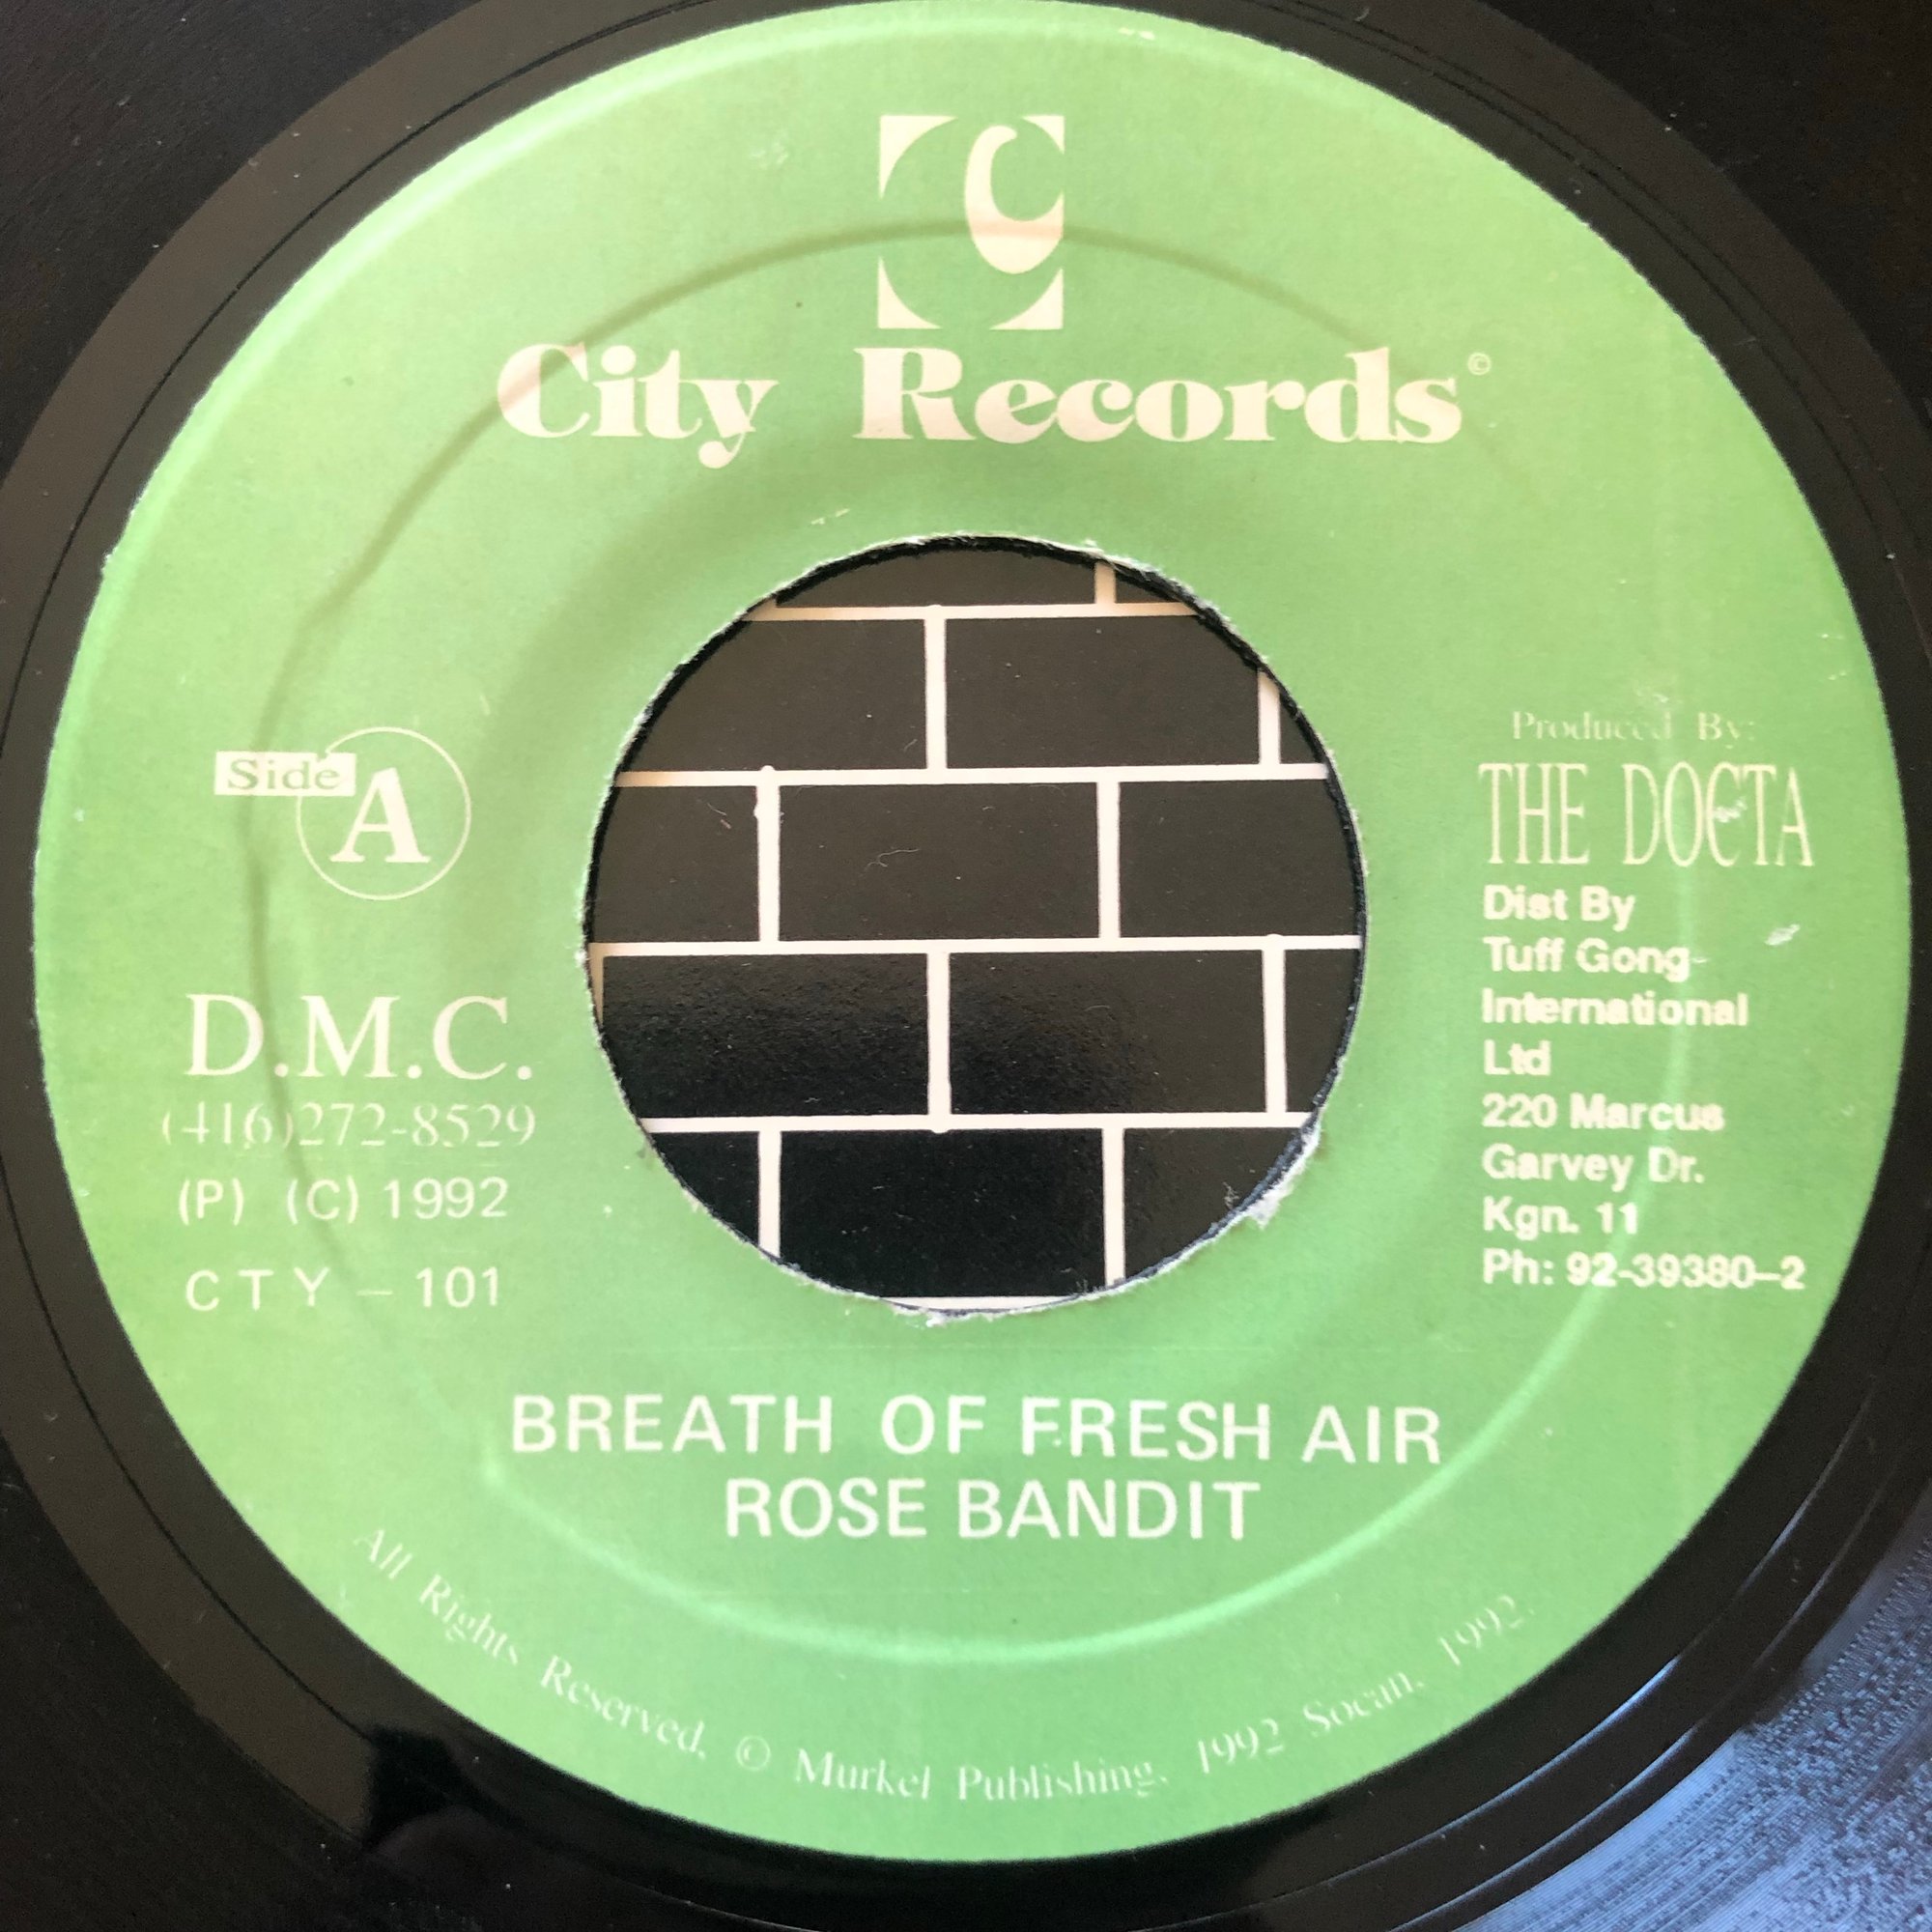 C
City Records©
Side A
D.M.C.
(416)272-8529
(P) (C) 1992
CTY - 101
Produced By:
THE DOCTA
Dist By
Tuff Gong
International
Ltd
220 Marcus
Garvey Dr.
Kgn. 11
Ph: 92-39380-2
BREATH OF FRESH AIR
ROSE BANDIT
All Rights Reserved. © Murkel Publishing, 1992 Socan, 1992.